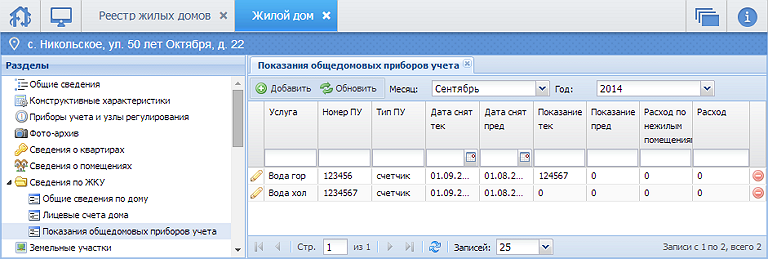 Реестр жилых домов
Жилой дом
с. Никольское, ул. 50 лет Октября, д. 22
Разделы
Общие сведения
Конструктивные характеристики
Приборы учета и узлы регулирования
Фото-архив
Сведения о квартирах
Сведения о помещениях
Сведения по ЖКУ
Общие сведения по дому
Лицевые счета дома
Показания общедомовых приборов учета
Земельные участки
Показания общедомовых приборов учета
Добавить Обновить Месяц: Сентябрь Год: 2014
Услуга Номер ПУ Тип ПУ Дата снят тек Дата снят пред Показание тек Показание пред Расход по нежилым помещениям Расход
Вода гор 123456 счетчик 01.09.2... 01.08.2... 124567 0 0 0
Вода хол 1234567 счетчик 01.09.2... 01.08.2... 0 0 0 0
Стр. 1 из 1 Записей: 25 Записи с 1 по 2, всего 2